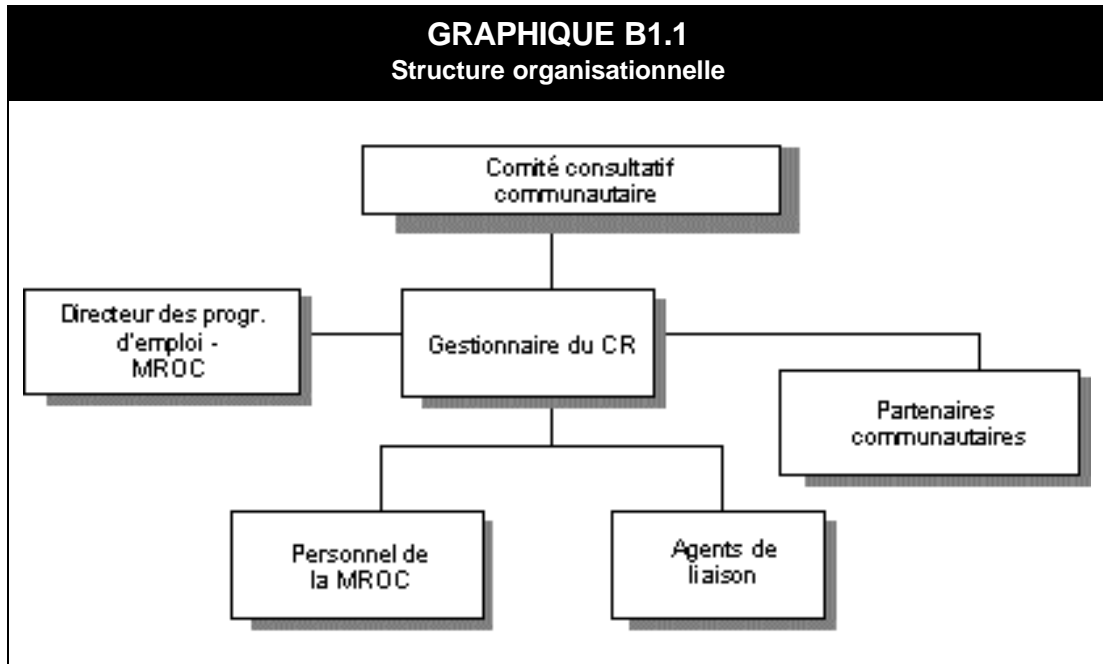 GRAPHIQUE B1.1
Structure organisationnelle
Comité consultatif
communautaire
Directeur des progr.
d'emploi -
MROC
Gestionnaire du CR
Partenaires
communautaires
Personnel de
la MROC
Agents de
liaison